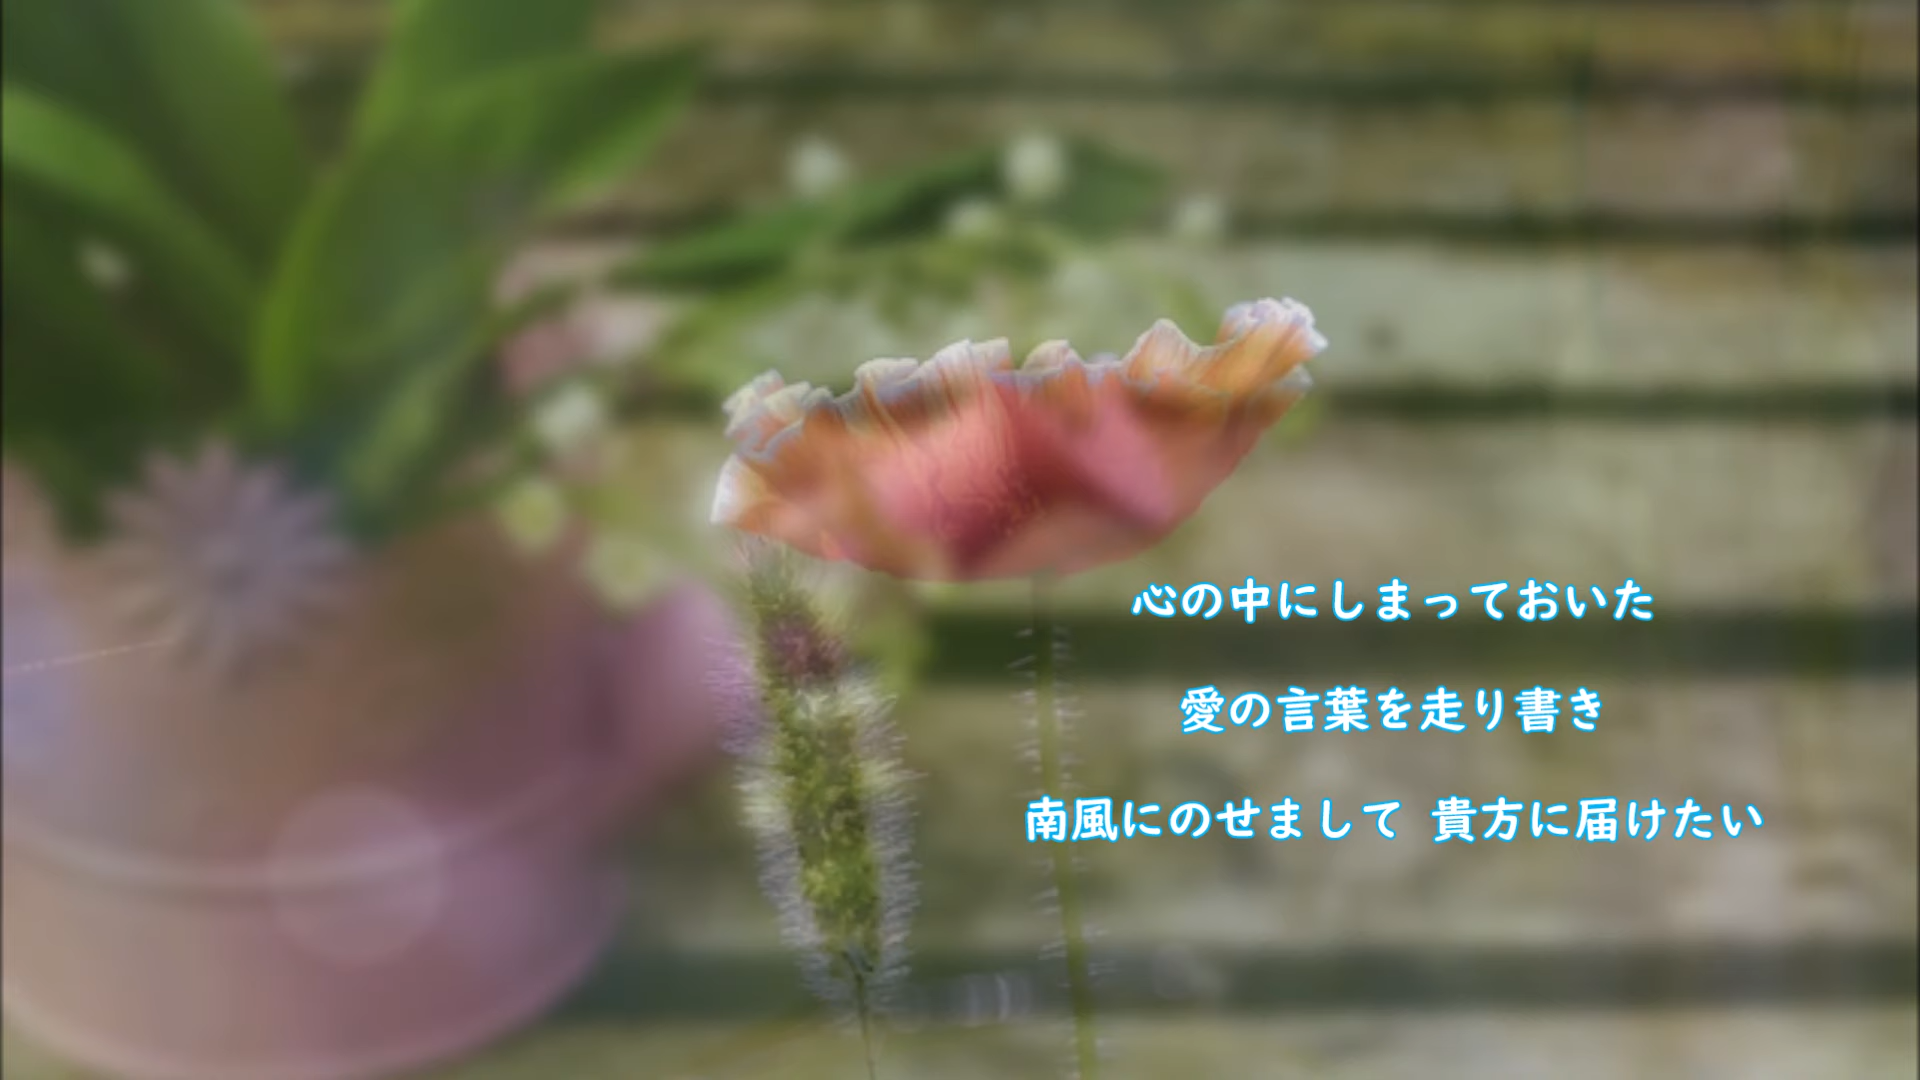 心の中にしまっておいた
愛の言葉を走り書き
南風にのせまして 貴方に届けたい